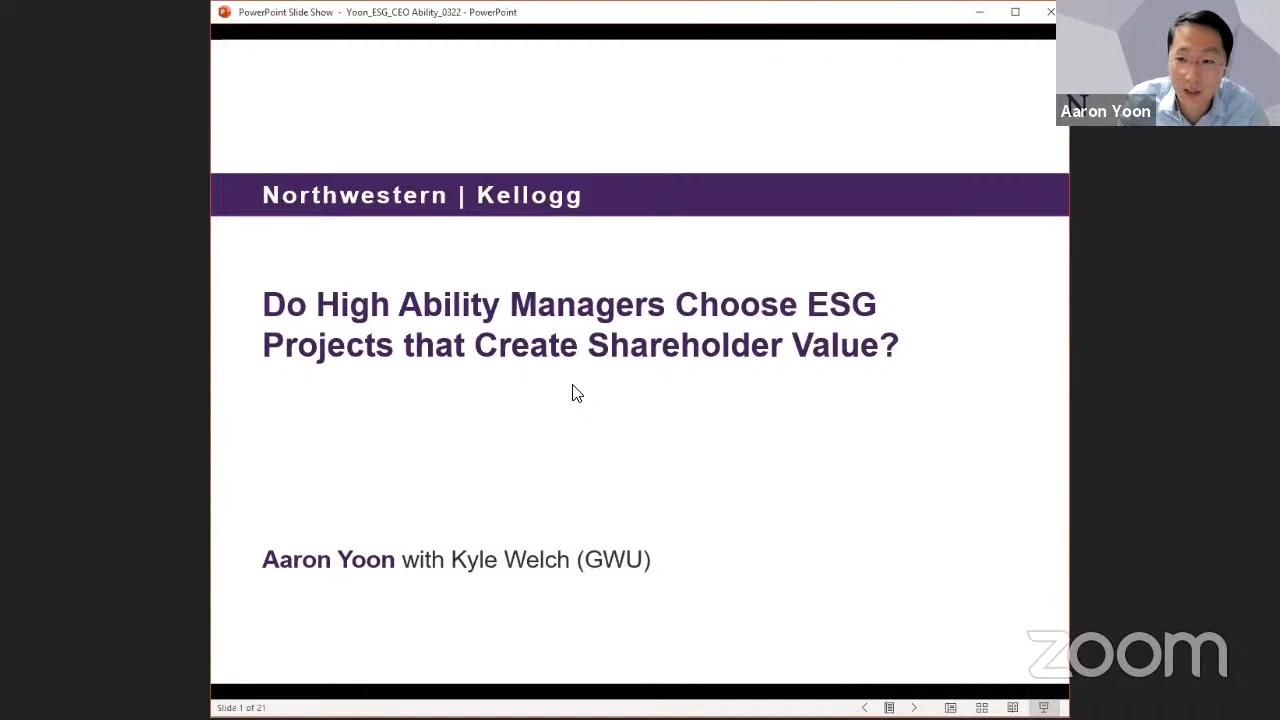 PowerPoint Slide Show - Yoon_ESG_CEO Ability_0322 - PowerPoint
Aaron Yoon
Northwestern | Kellogg
Do High Ability Managers Choose ESG
Projects that Create Shareholder Value?
Aaron Yoon with Kyle Welch (GWU)
zoom
Slide 1 of 21